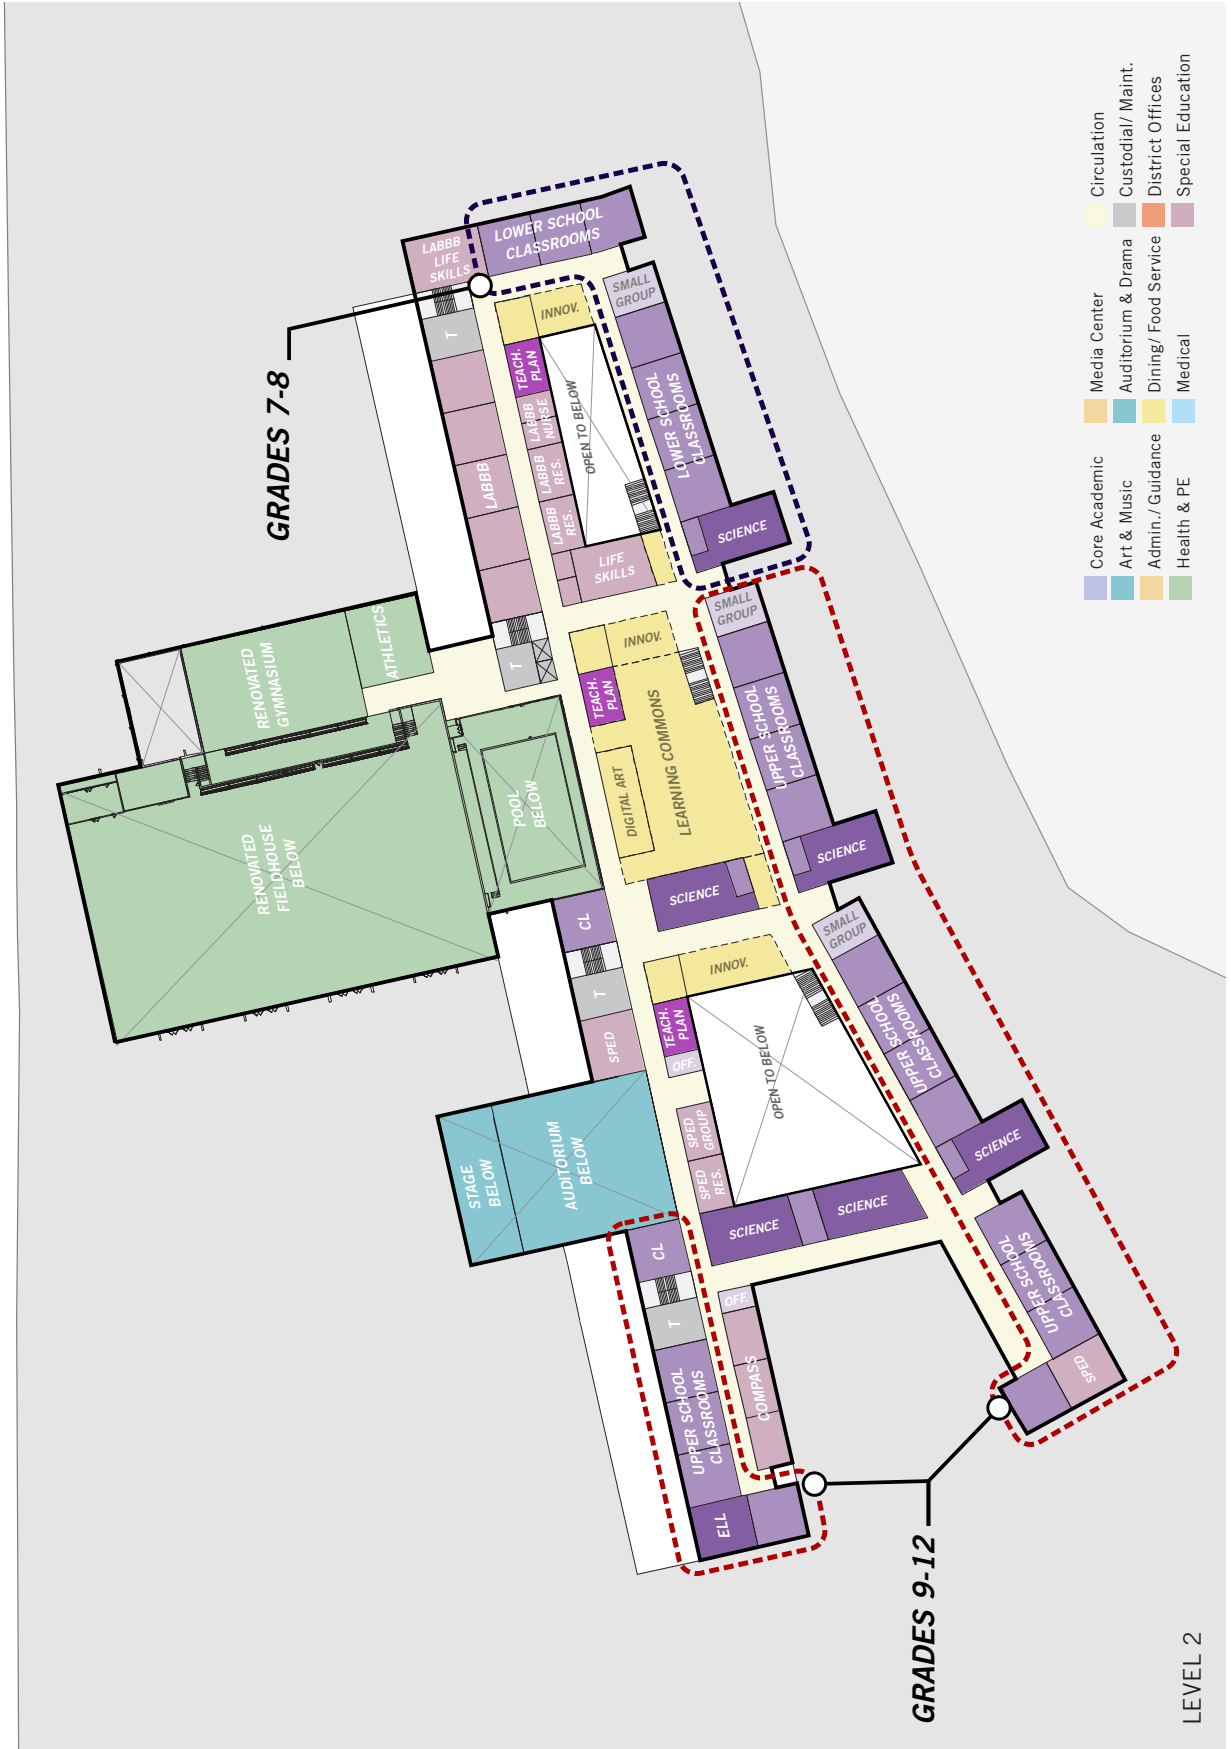 GRADES 7-8
LABBB
LIFE
SKILLS
LOWER SCHOOL
CLASSROOMS
T
INNOV.
SMALL
GROUP
TEACH.
PLAN
LABBB
NURSE
LABBB
RES.
LABBB
RES.
LABBB
OPEN TO BELOW
LOWER SCHOOL
CLASSROOMS
LIFE
SKILLS
SCIENCE
RENOVATED
GYMNASIUM
ATHLETICS
T
INNOV.
SMALL
GROUP
TEACH.
PLAN
RENOVATED
FIELDHOUSE
BELOW
POOL
BELOW
DIGITAL ART
LEARNING COMMONS
UPPER SCHOOL
CLASSROOMS
SCIENCE
SCIENCE
CL
T
SPED
INNOV.
SMALL
GROUP
TEACH.
PLAN
OFF.
OPEN TO BELOW
UPPER SCHOOL
CLASSROOMS
STAGE
BELOW
AUDITORIUM
BELOW
SPED
GROUP
SPED
RES.
SCIENCE
SCIENCE
SCIENCE
CL
T
OFF.
UPPER SCHOOL
CLASSROOMS
COMPASS
UPPER SCHOOL
CLASSROOMS
SPED
ELL
GRADES 9-12
Core Academic
Art & Music
Admin./ Guidance
Health & PE
Media Center
Auditorium & Drama
Dining/ Food Service
Medical
Circulation
Custodial/ Maint.
District Offices
Special Education
LEVEL 2